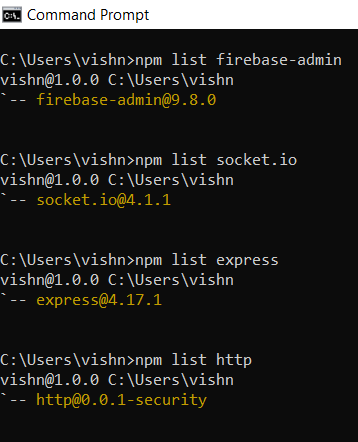 Command Prompt
C:\Users\vishn>npm list firebase-admin
vishn@1.0.0 C:\Users\vishn
`-- firebase-admin@9.8.0
C:\Users\vishn>npm list socket.io
vishn@1.0.0 C:\Users\vishn
`-- socket.io@4.1.1
C:\Users\vishn>npm list express
vishn@1.0.0 C:\Users\vishn
`-- express@4.17.1
C:\Users\vishn>npm list http
vishn@1.0.0 C:\Users\vishn
`-- http@0.0.1-security